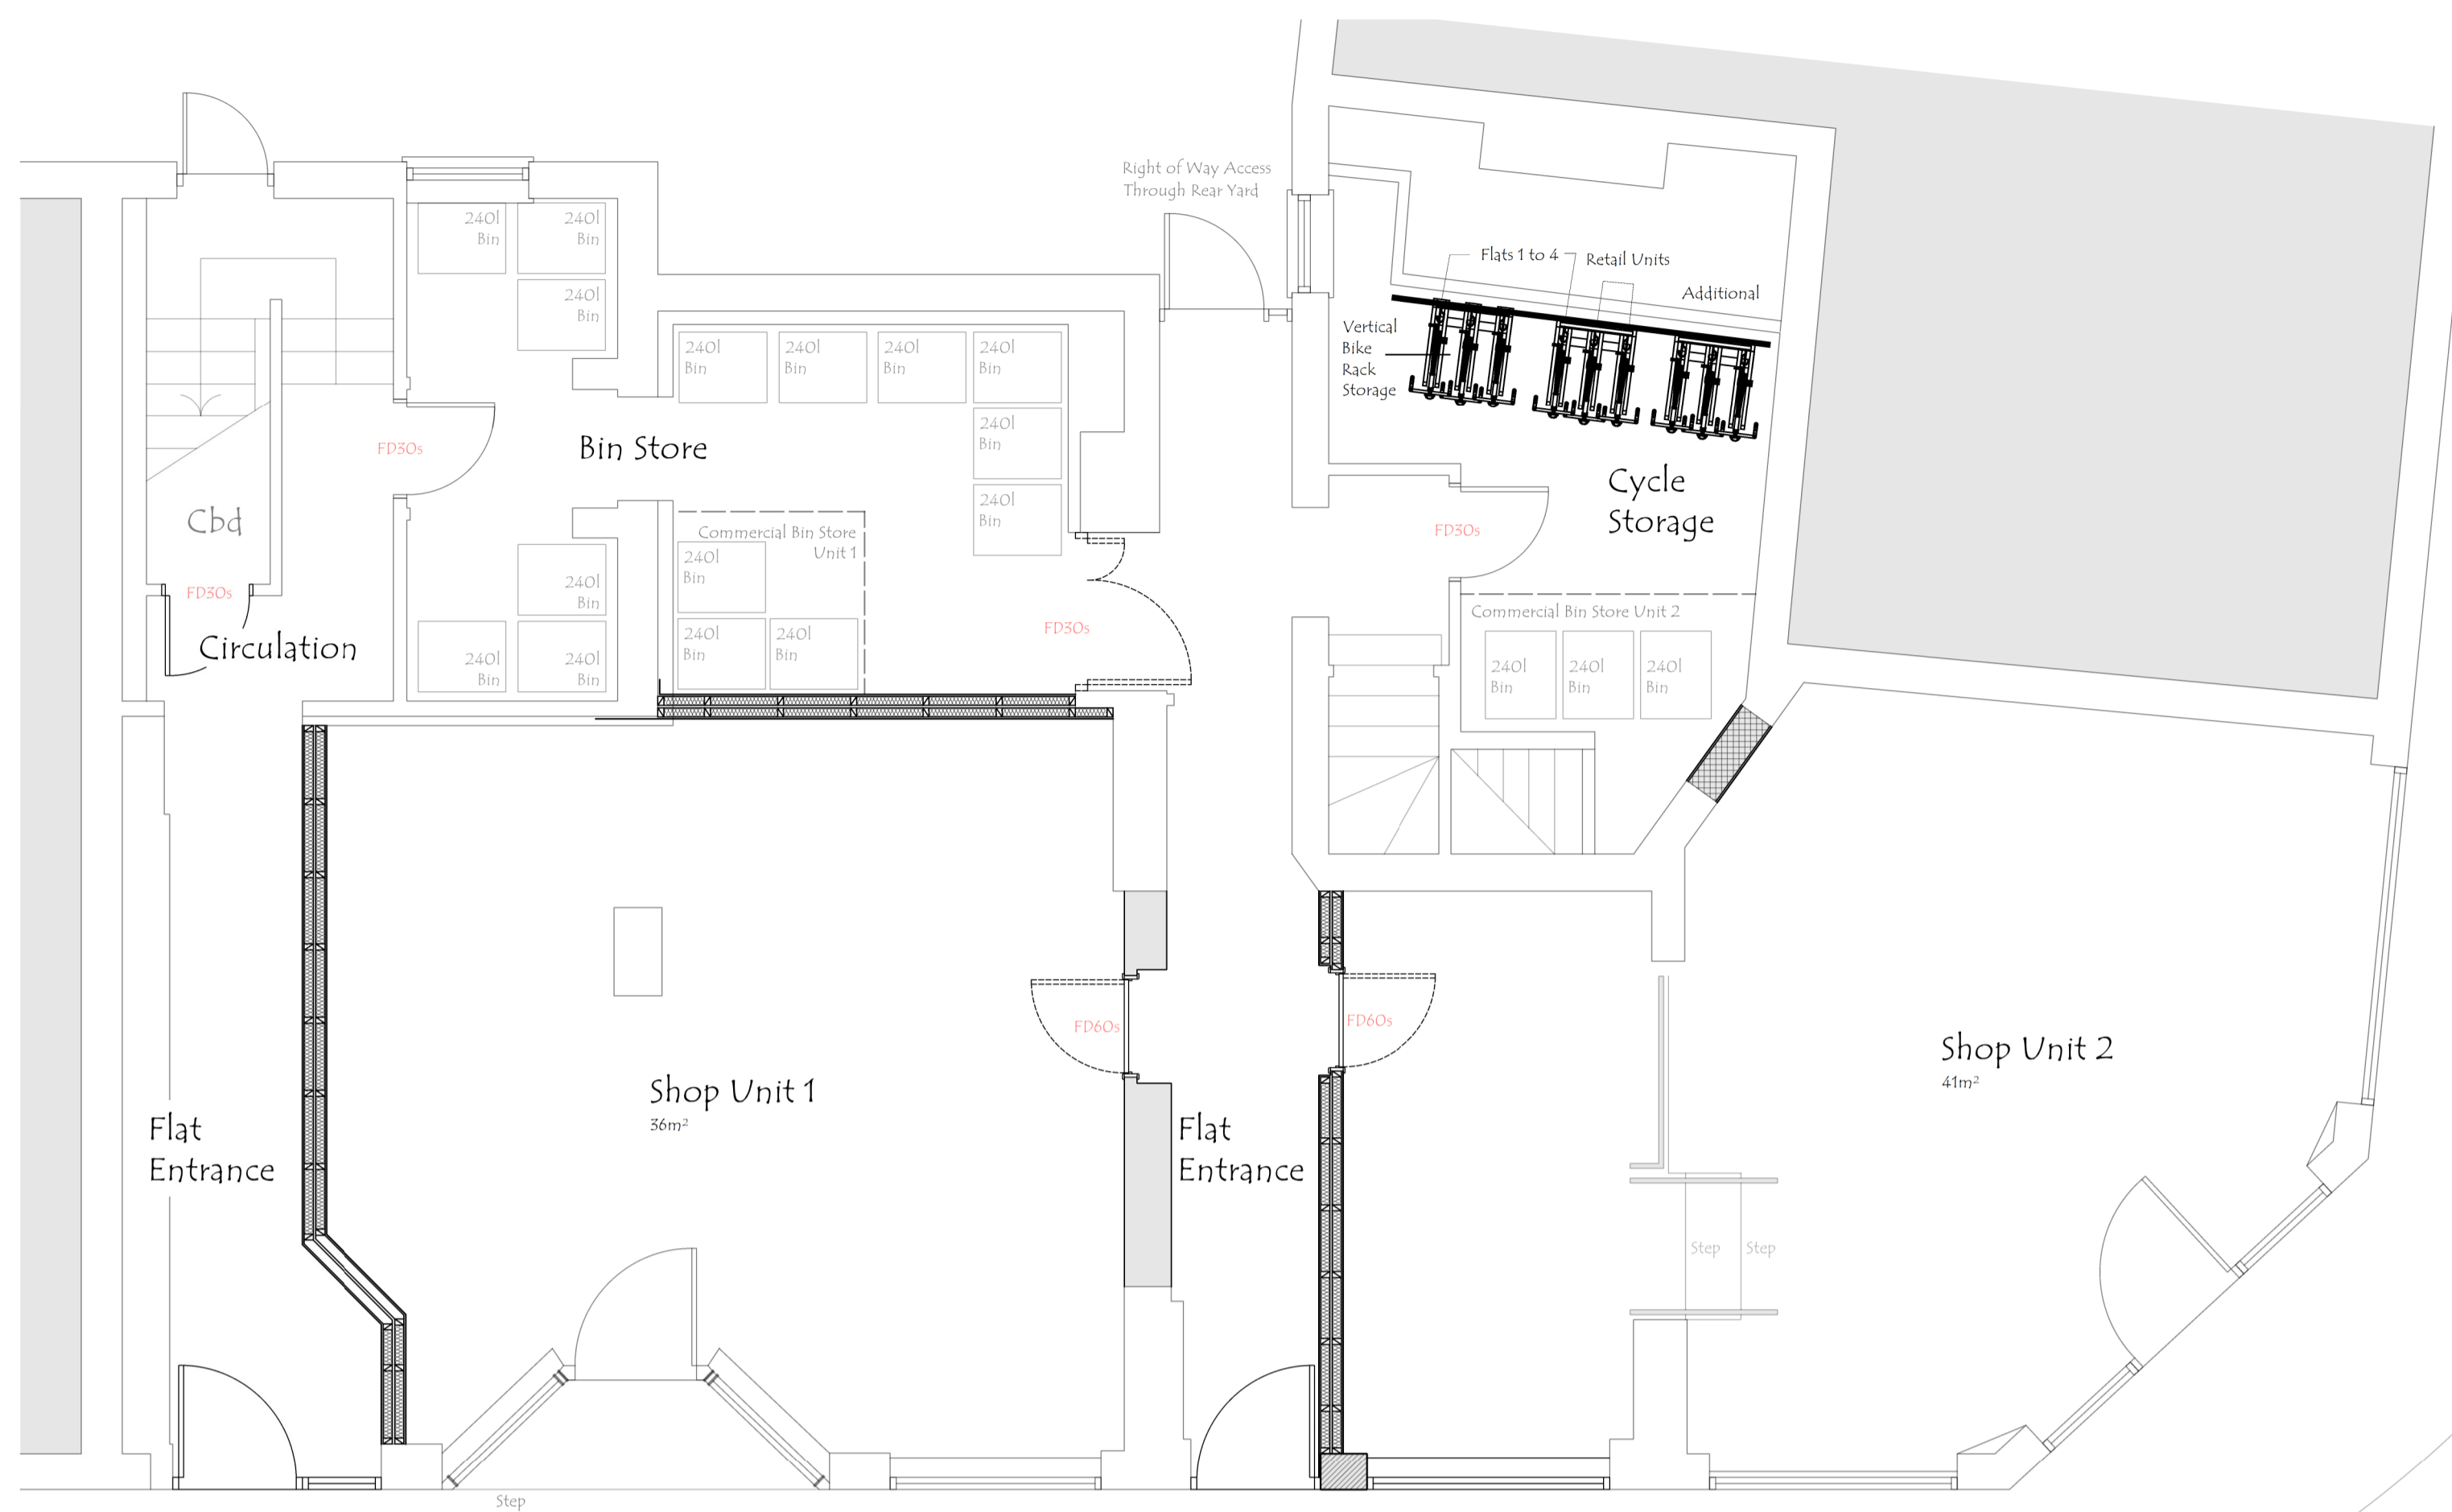 Right of Way Access
Through Rear Yard
240l
Bin
240l
Bin
240l
Bin
Flats 1 to 4
Retail Units
Additional
Vertical
Bike
Rack
Storage
240l
Bin
240l
Bin
240l
Bin
240l
Bin
240l
Bin
240l
Bin
FD30s
Bin Store
Cycle
Storage
Cbd
FD30s
Commercial Bin Store
Unit 1
240l
Bin
240l
Bin
240l
Bin
240l
Bin
240l
Bin
240l
Bin
FD30s
FD30s
Circulation
Commercial Bin Store Unit 2
240l
Bin
240l
Bin
240l
Bin
FD60s
FD60s
Shop Unit 1
36m²
Shop Unit 2
41m²
Flat
Entrance
Flat
Entrance
Step
Step
Step